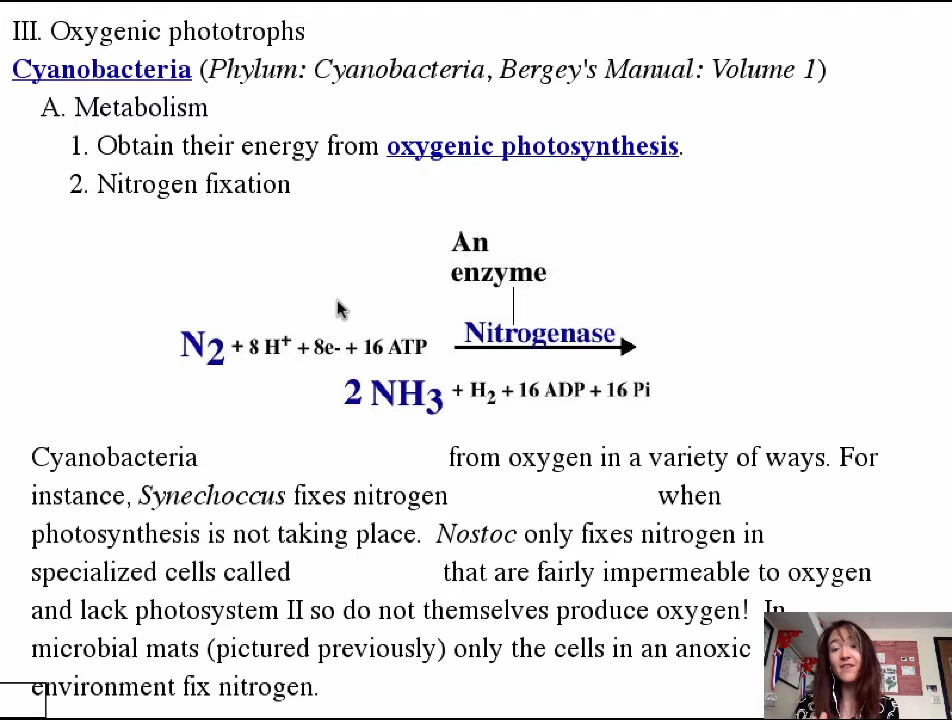 III. Oxygenic phototrophs
Cyanobacteria (Phylum: Cyanobacteria, Bergey's Manual: Volume 1)
A. Metabolism
1. Obtain their energy from oxygenic photosynthesis.
2. Nitrogen fixation
An
enzyme
Nitrogenase
N2 + 8 H+ + 8e- + 16 ATP
2 NH3 + H2 + 16 ADP + 16 Pi
Cyanobacteria from oxygen in a variety of ways. For
instance, Synechoccus fixes nitrogen when
photosynthesis is not taking place. Nostoc only fixes nitrogen in
specialized cells called that are fairly impermeable to oxygen
and lack photosystem II so do not themselves produce oxygen! In
microbial mats (pictured previously) only the cells in an anoxic
environment fix nitrogen.